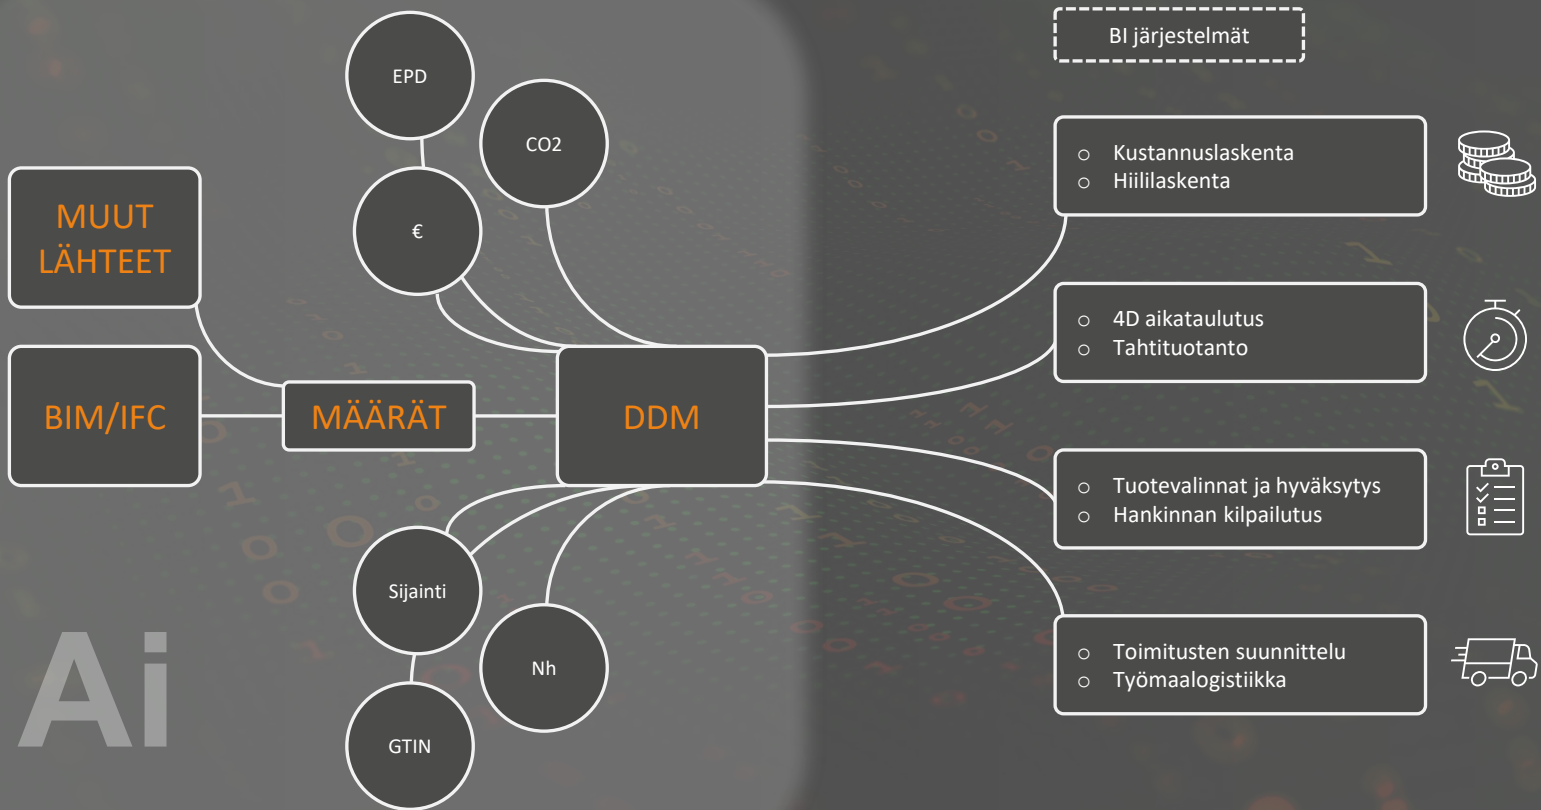 BI järjestelmät
EPD
CO2
€
MUUT
LÄHTEET
BIM/IFC
MÄÄRÄT
DDM
Sijainti
Nh
GTIN
Ai
o Kustannuslaskenta
o Hiililaskenta
o 4D aikataulutus
o Tahtituotanto
o Tuotevalinnat ja hyväksytys
o Hankinnan kilpailutus
o Toimitusten suunnittelu
o Työmaalogistiikka